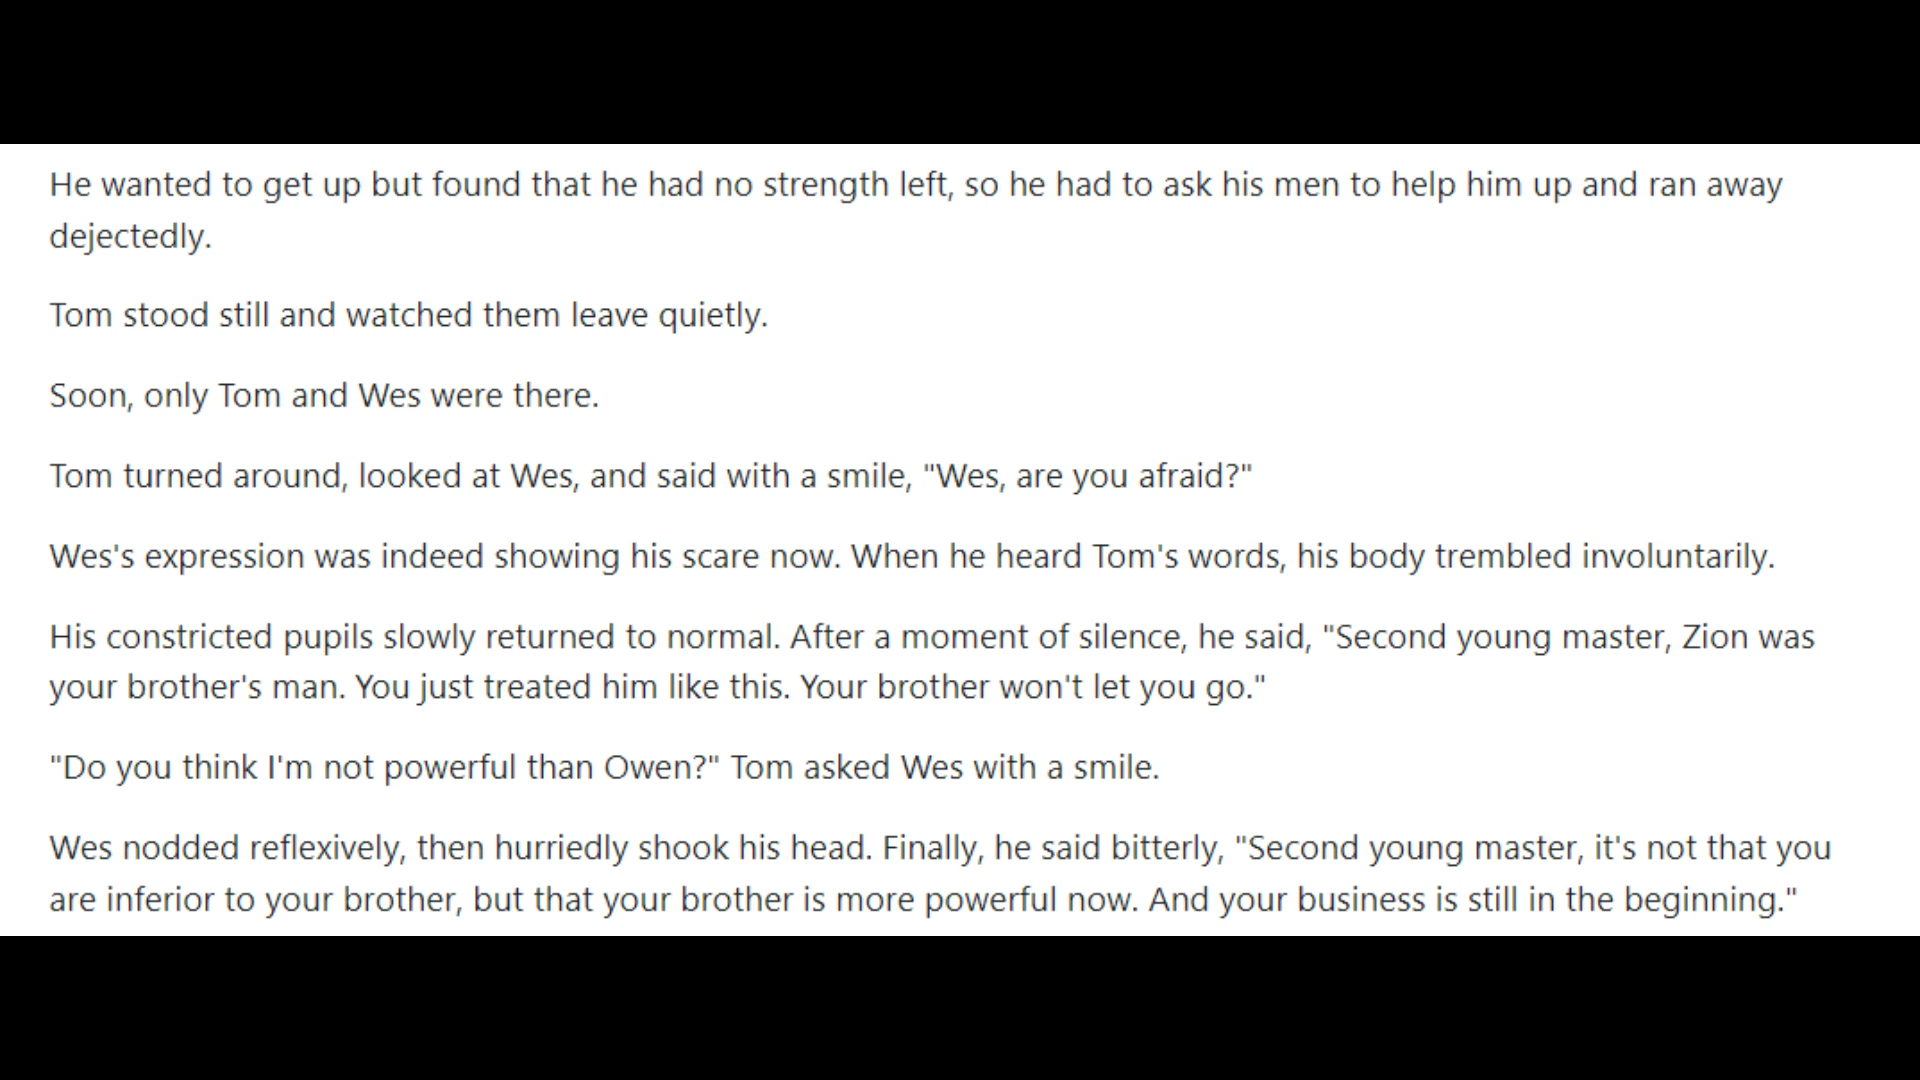 He wanted to get up but found that he had no strength left, so he had to ask his men to help him up and ran away
dejectedly.
Tom stood still and watched them leave quietly.
Soon, only Tom and Wes were there.
Tom turned around, looked at Wes, and said with a smile, "Wes, are you afraid?"
Wes's expression was indeed showing his scare now. When he heard Tom's words, his body trembled involuntarily.
His constricted pupils slowly returned to normal. After a moment of silence, he said, "Second young master, Zion was
your brother's man. You just treated him like this. Your brother won't let you go."
"Do you think I'm not powerful than Owen?" Tom asked Wes with a smile.
Wes nodded reflexively, then hurriedly shook his head. Finally, he said bitterly, "Second young master, it's not that you
are inferior to your brother, but that your brother is more powerful now. And your business is still in the beginning."